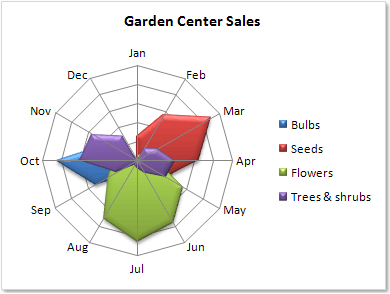 Garden Center Sales
Jan
Feb
Mar
Apr
May
Jun
Jul
Aug
Sep
Oct
Nov
Dec
Bulbs
Seeds
Flowers
Trees & shrubs